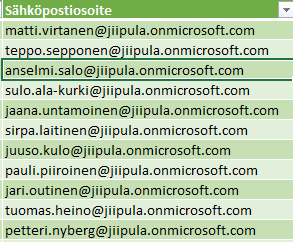 Sähköpostiosoite
matti.virtanen@jiipula.onmicrosoft.com
teppo.sepponen@jiipula.onmicrosoft.com
anselmi.salo@jiipula.onmicrosoft.com
sulo.ala-kurki@jiipula.onmicrosoft.com
jaana.untamoinen@jiipula.onmicrosoft.com
sirpa.laitinen@jiipula.onmicrosoft.com
juuso.kulo@jiipula.onmicrosoft.com
pauli.piiroinen@jiipula.onmicrosoft.com
jari.outinen@jiipula.onmicrosoft.com
tuomas.heino@jiipula.onmicrosoft.com
petteri.nyberg@jiipula.onmicrosoft.com